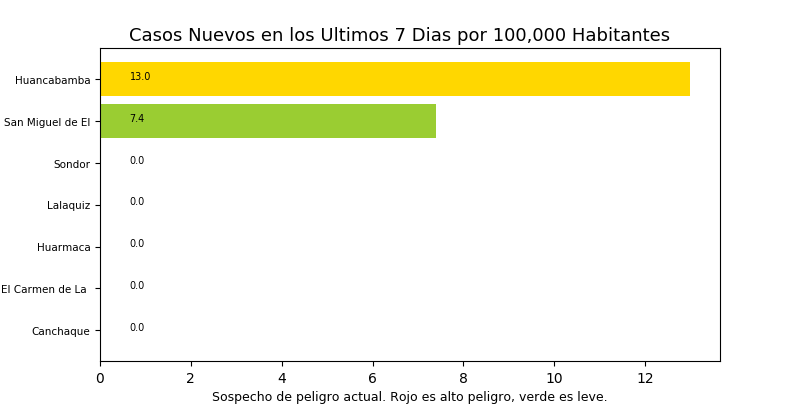 Casos Nuevos en los Ultimos 7 Dias por 100,000 Habitantes
Huancabamba 13.0
San Miguel de El 7.4
Sondor 0.0
Lalaquiz 0.0
Huarmaca 0.0
El Carmen de La 0.0
Canchaque 0.0
0 2 4 6 8 10 12
Sospecho de peligro actual. Rojo es alto peligro, verde es leve.